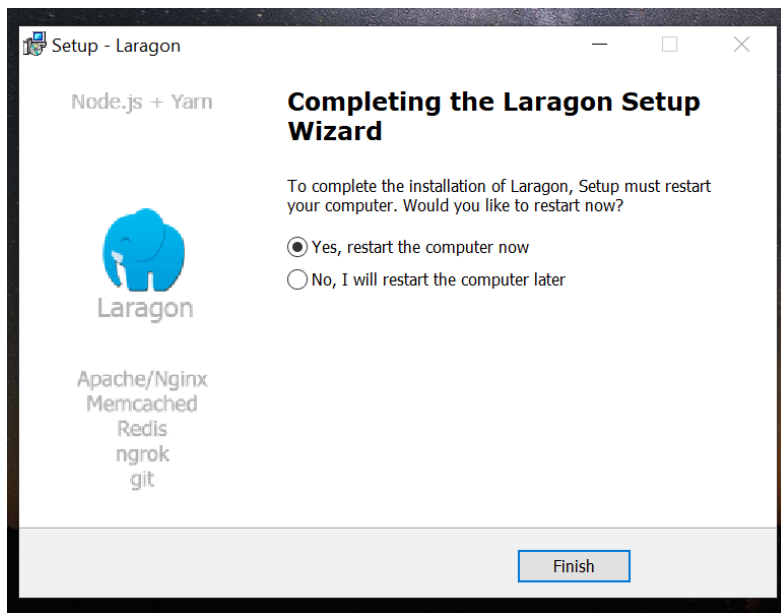 Setup - Laragon
Node.js + Yarn
Laragon
Apache/Nginx
Memcached
Redis
ngrok
git
Completing the Laragon Setup
Wizard
To complete the installation of Laragon, Setup must restart
your computer. Would you like to restart now?
Yes, restart the computer now
No, I will restart the computer later
Finish